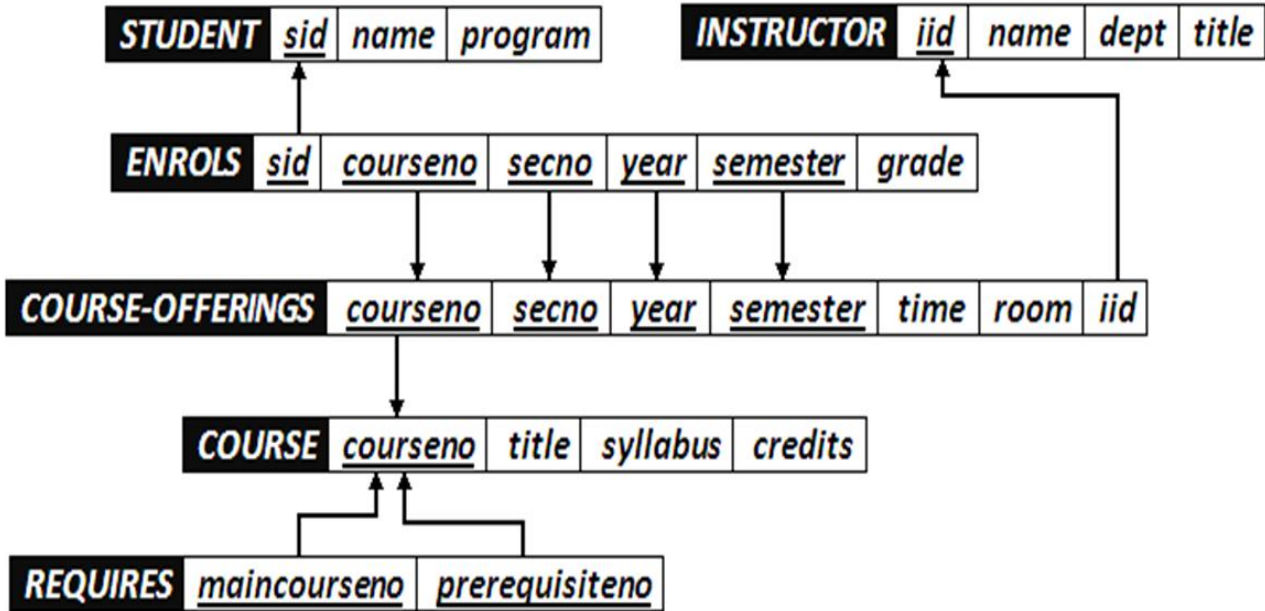 STUDENT sid name program
INSTRUCTOR iid name dept title
ENROLS sid courseno secno year semester grade
COURSE-OFFERINGS courseno secno year semester time room iid
COURSE courseno title syllabus credits
REQUIRES maincourseno prerequisiteno